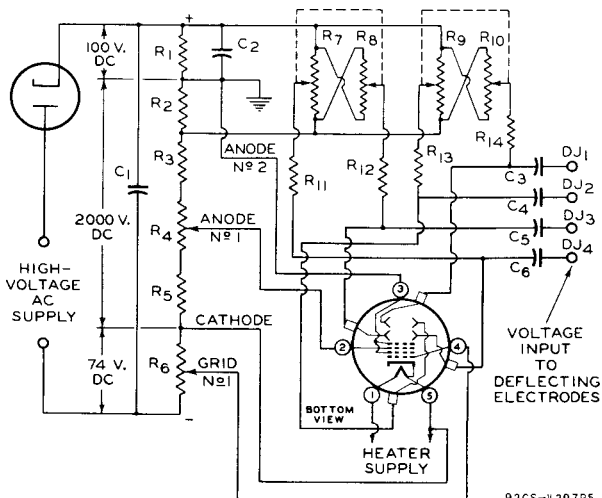 +
100 V.
DC
R1
C2
R7
R8
R9
R10
R2
R14
C1
R3
ANODE
Nº 2
R11
R12
R13
C3
DJ1
C4
DJ2
C5
DJ3
C6
DJ4
2000 V.
DC
R4
ANODE
Nº 1
HIGH-
VOLTAGE
AC
SUPPLY
R5
CATHODE
3
2
4
1
5
74 V.
DC
R6
GRID
Nº1
BOTTOM
VIEW
HEATER
SUPPLY
VOLTAGE
INPUT
TO
DEFLECTING
ELECTRODES
-